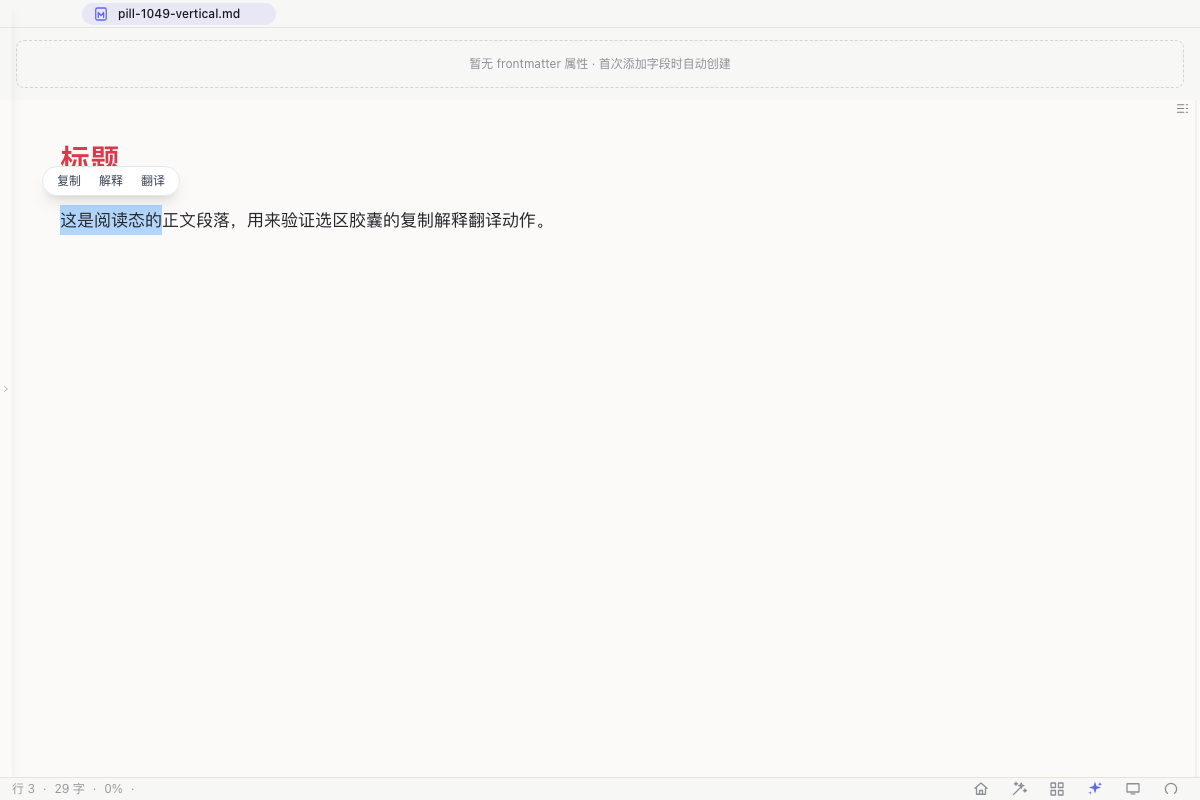 pill-1049-vertical.md
暂无 frontmatter 属性 · 首次添加字段时自动创建
标题
复制 解释 翻译
这是阅读态的正文段落，用来验证选区胶囊的复制解释翻译动作。
行 3 · 29 字 · 0% ·